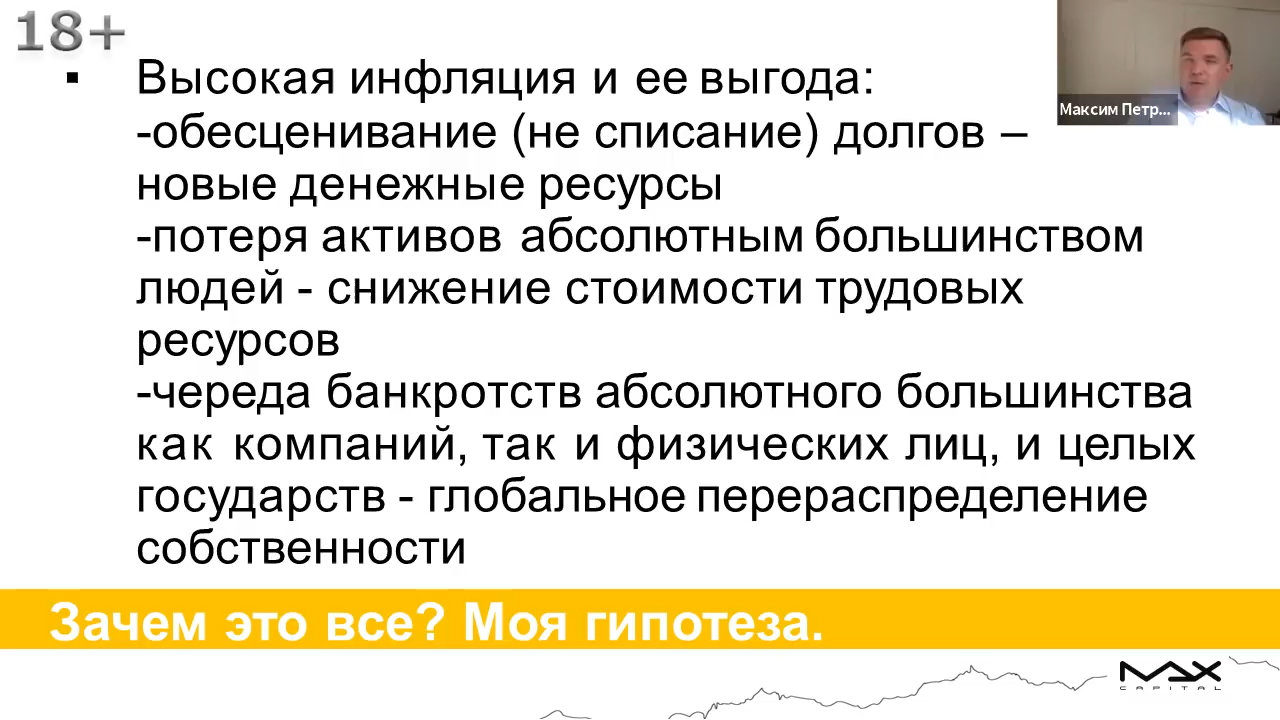 18+
Максим Петр...
▪ Высокая инфляция и ее выгода:
-обесценивание (не списание) долгов –
новые денежные ресурсы
-потеря активов абсолютным большинством
людей - снижение стоимости трудовых
ресурсов
-череда банкротств абсолютного большинства
как компаний, так и физических лиц, и целых
государств - глобальное перераспределение
собственности
Зачем это все? Моя гипотеза.
MAX
CAPITAL